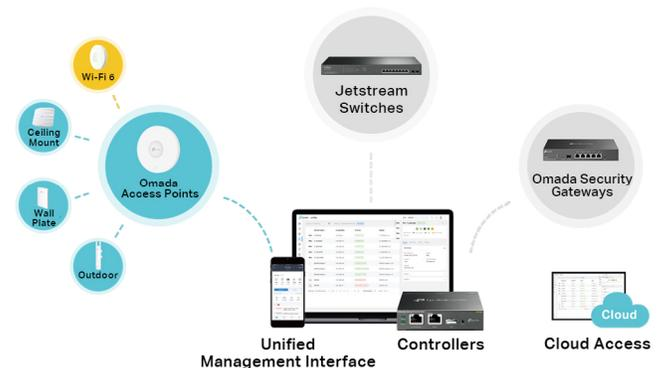 Wi-Fi 6
Ceiling
Mount
Wall
Plate
Outdoor
Omada
Access Points
Jetstream
Switches
Omada Security
Gateways
Unified
Management Interface
Controllers
Cloud
Cloud Access